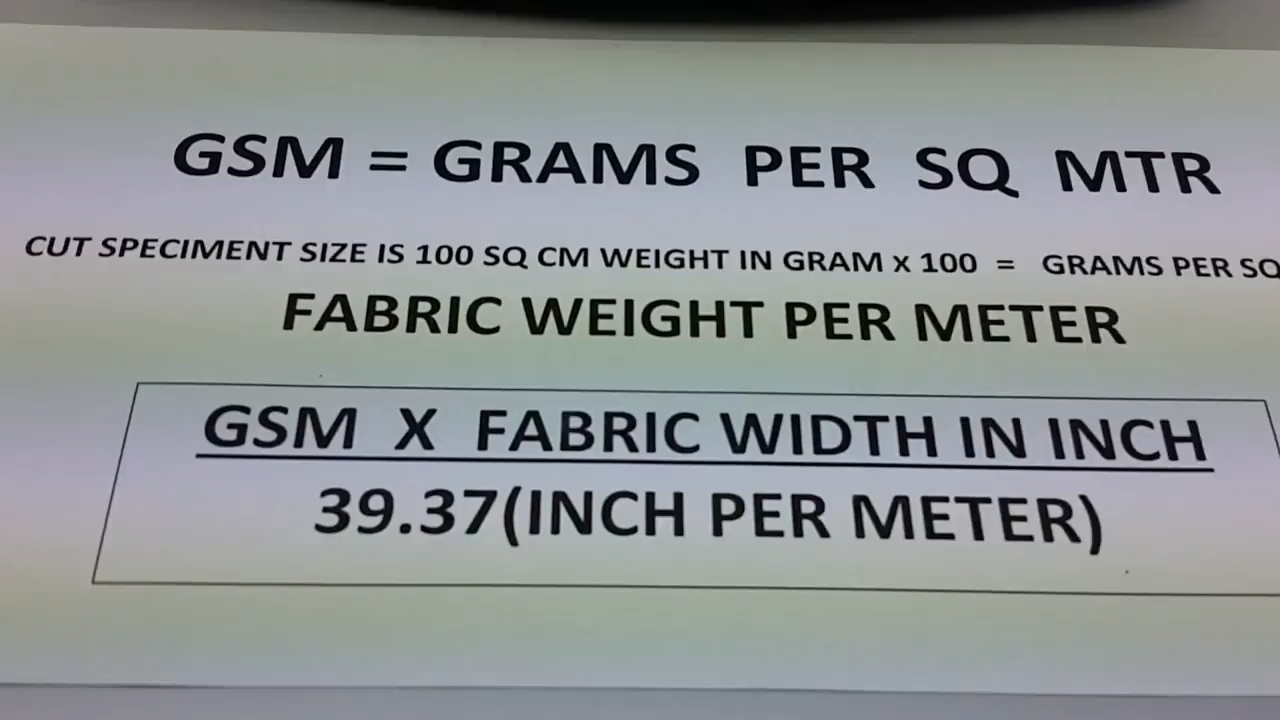 GSM = GRAMS PER SQ MTR
CUT SPECIMENT SIZE IS 100 SQ CM WEIGHT IN GRAM x 100 = GRAMS PER SQ
FABRIC WEIGHT PER METER
GSM X FABRIC WIDTH IN INCH
39.37(INCH PER METER)